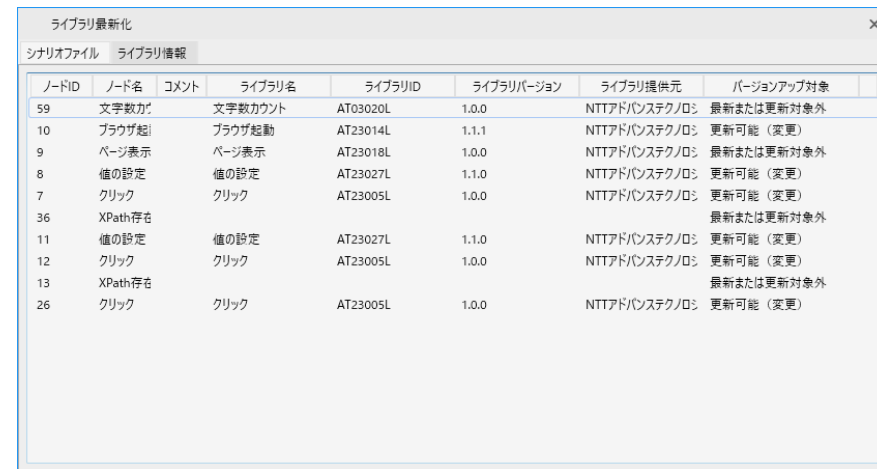 ライブラリ最新化
シナリオファイル ライブラリ情報
ノードID ノード名 コメント ライブラリ名 ライブラリID ライブラリバージョン ライブラリ提供元 バージョンアップ対象
59 文字数カウ 文字数カウント AT03020L 1.0.0 NTTアドバンステクノロジ 最新または更新対象外
10 ブラウザ起 ブラウザ起動 AT23014L 1.1.1 NTTアドバンステクノロジ 更新可能（変更）
9 ページ表示 ページ表示 AT23018L 1.0.0 NTTアドバンステクノロジ 最新または更新対象外
8 値の設定 値の設定 AT23027L 1.1.0 NTTアドバンステクノロジ 更新可能（変更）
7 クリック クリック AT23005L 1.0.0 NTTアドバンステクノロジ 更新可能（変更）
36 XPath存在 最新または更新対象外
11 値の設定 値の設定 AT23027L 1.1.0 NTTアドバンステクノロジ 更新可能（変更）
12 クリック クリック AT23005L 1.0.0 NTTアドバンステクノロジ 更新可能（変更）
13 XPath存在 最新または更新対象外
26 クリック クリック AT23005L 1.0.0 NTTアドバンステクノロジ 更新可能（変更）